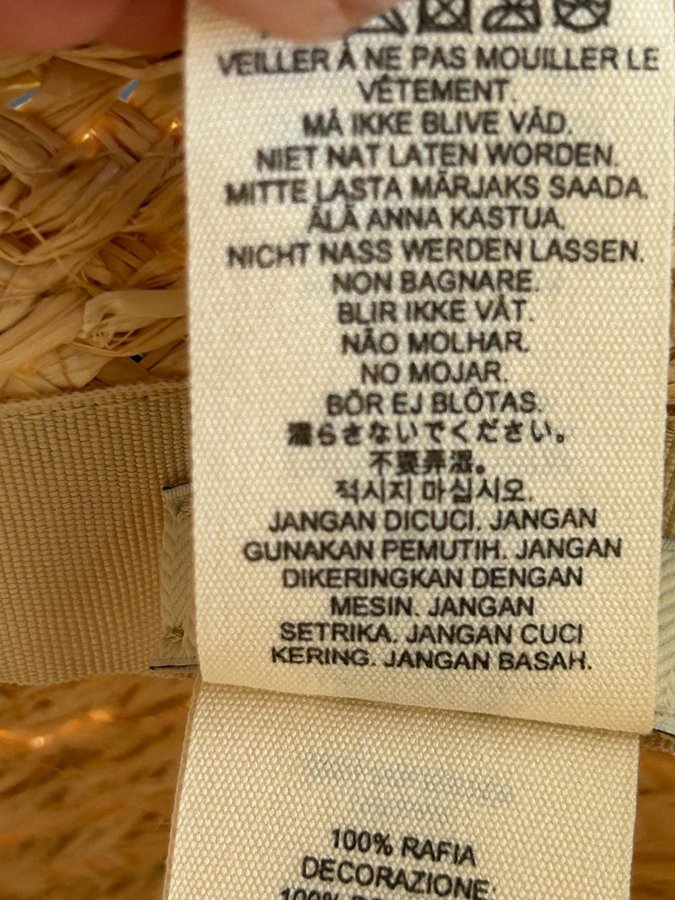 VEILLER À NE PAS MOUILLER LE
VÊTEMENT.
MÅ IKKE BLIVE VÅD.
NIET NAT LATEN WORDEN.
MITTE LASTA MÄRJAKS SAADA.
ÄLÄ ANNA KASTUA.
NICHT NASS WERDEN LASSEN.
NON BAGNARE.
BLIR IKKE VÅT.
NÃO MOLHAR.
NO MOJAR.
BÖR EJ BLÖTAS.
濡らさないでください。
不要弄湿。
적시지 마십시오.
JANGAN DICUCI. JANGAN
GUNAKAN PEMUTIH. JANGAN
DIKERINGKAN DENGAN
MESIN. JANGAN
SETRIKA. JANGAN CUCI
KERING. JANGAN BASAH.
100% RAFIA
DECORAZIONE:
100%